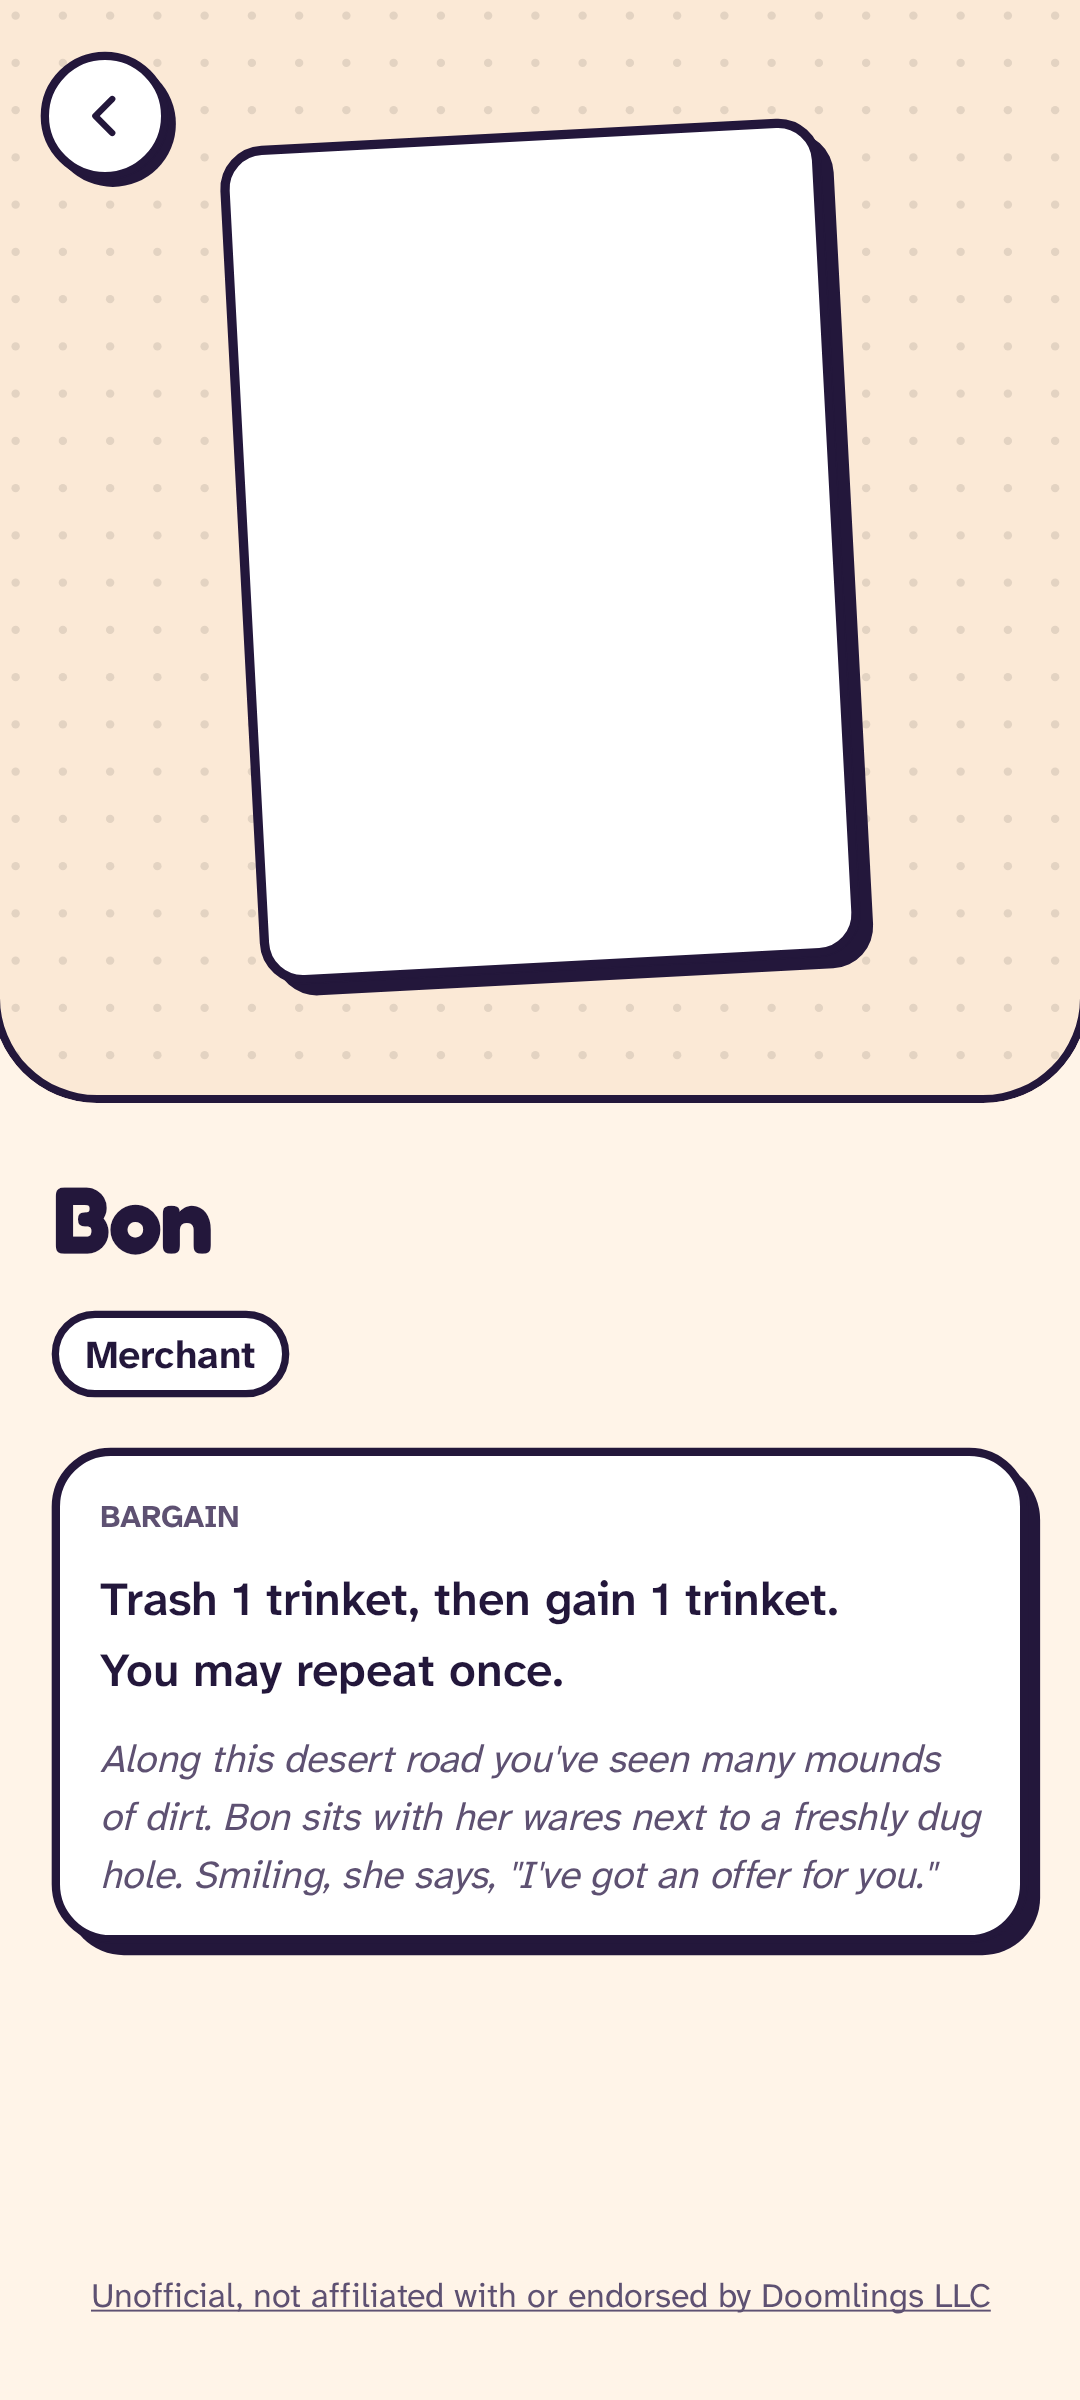 Bon
Merchant
BARGAIN
Trash 1 trinket, then gain 1 trinket.
You may repeat once.
Along this desert road you've seen many mounds
of dirt. Bon sits with her wares next to a freshly dug
hole. Smiling, she says, "I've got an offer for you."
Unofficial, not affiliated with or endorsed by Doomlings LLC